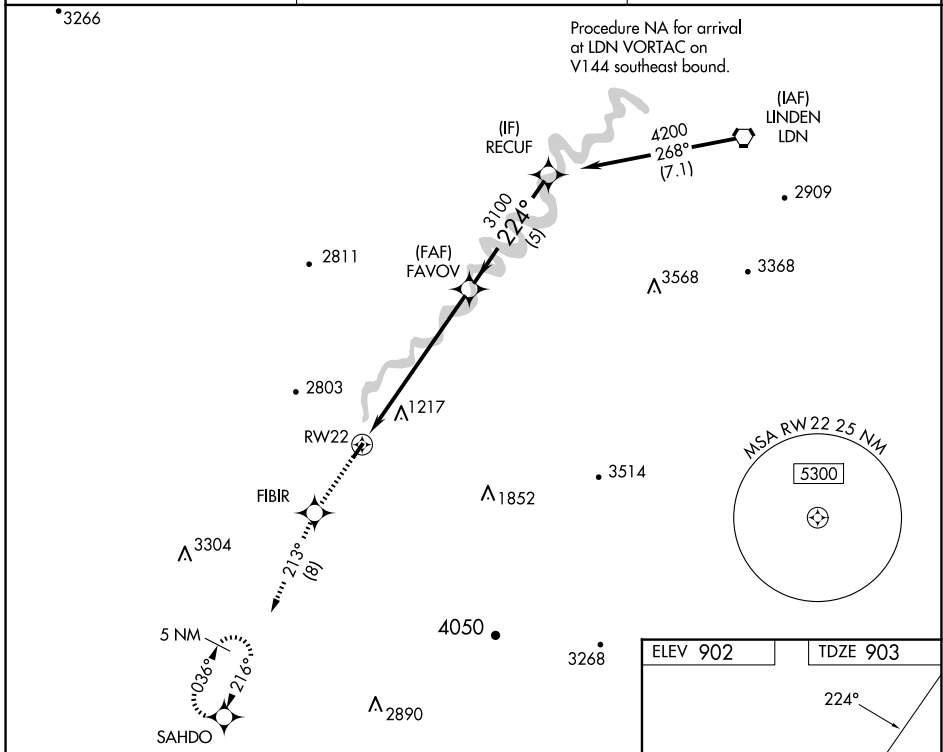 3266
Procedure NA for arrival
at LDN VORTAC on
V144 southeast bound.
(IAF)
LINDEN
LDN
(IF)
RECUF
4200
268°
(7.1)
2909
3100
224°
(5)
(FAF)
FAVOV
2811
3568
3368
2803
1217
RW22
MSA RW 22 25 NM
5300
3514
1852
FIBIR
3304
213°
(8)
4050
3268
5 NM
036°
216°
2890
SAHDO
ELEV 902
TDZE 903
224°